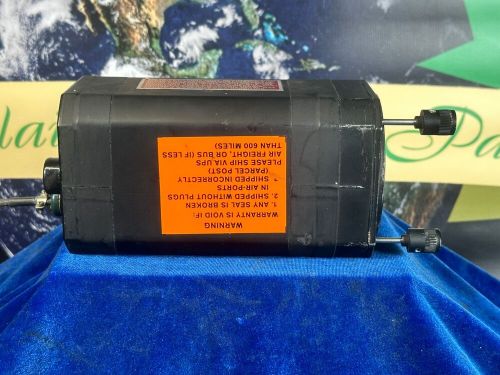 WARNING
WARRANTY IS VOID IF:
1. ANY SEAL IS BROKEN
2. SHIPPED WITHOUT PLUGS
IN AIR-PORTS
3. SHIPPED INCORRECTLY
(PARCEL POST)
PLEASE SHIP VIA UPS
AIR FREIGHT, OR BUS (IF LESS
THAN 600 MILES)
Pa